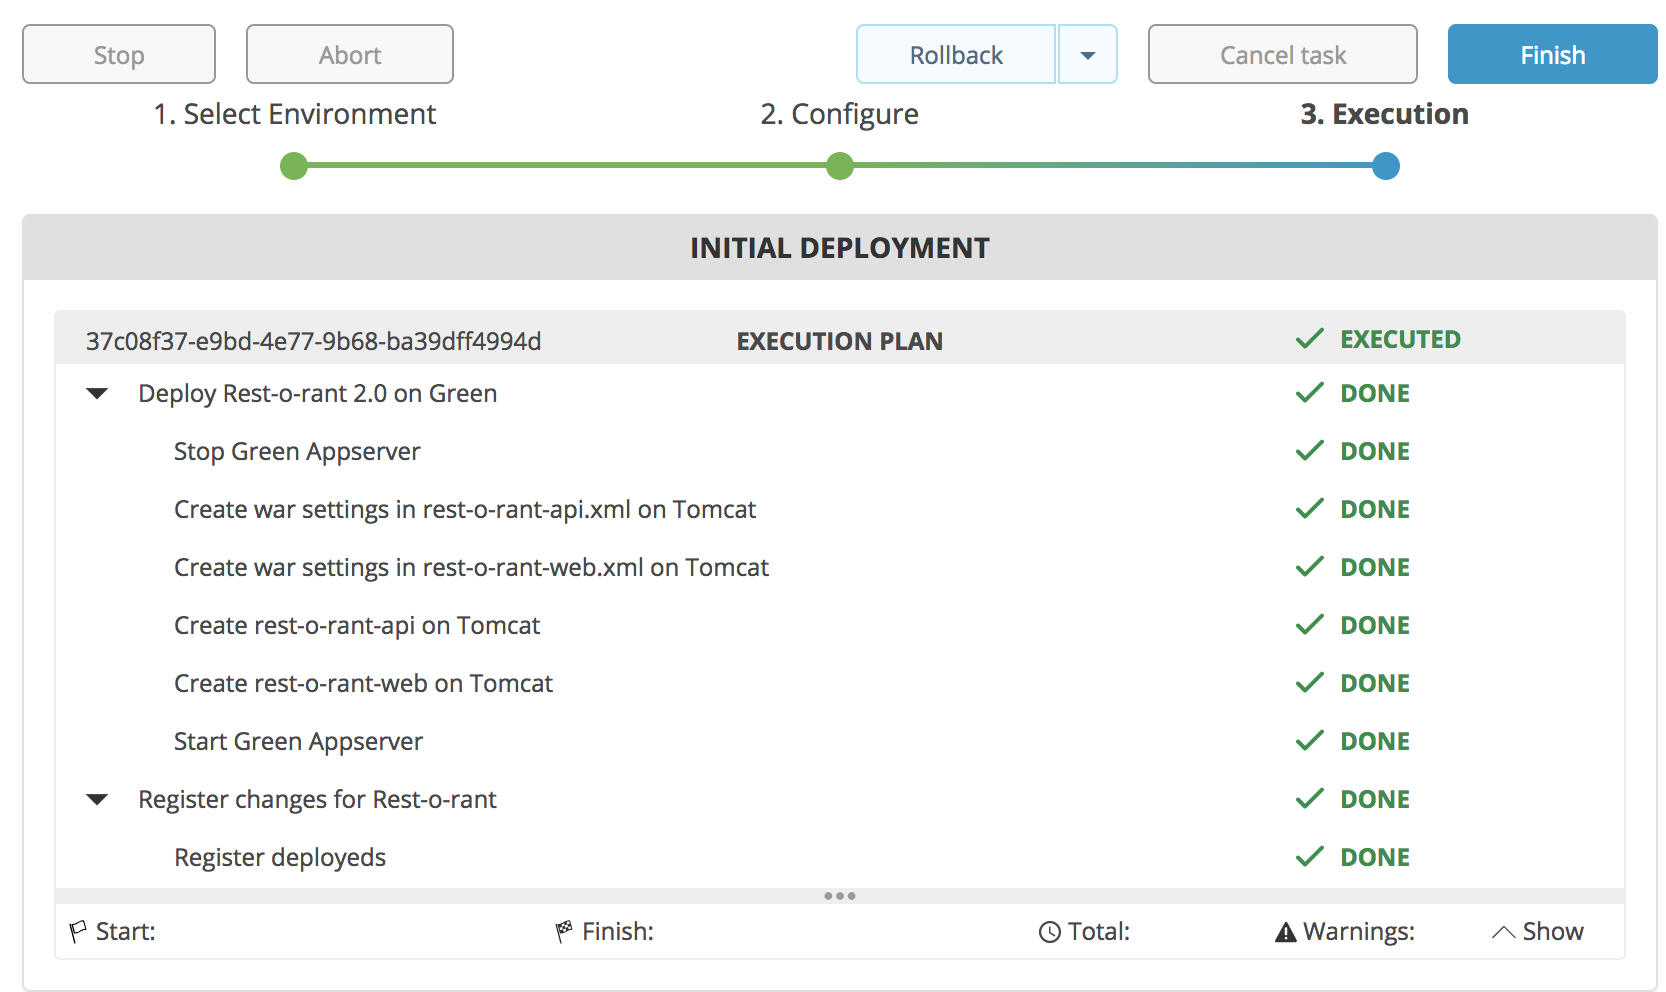 Stop Abort Rollback Cancel task Finish
1. Select Environment 2. Configure 3. Execution
INITIAL DEPLOYMENT
37c08f37-e9bd-4e77-9b68-ba39dff4994d EXECUTION PLAN EXECUTED
Deploy Rest-o-rant 2.0 on Green DONE
Stop Green Appserver DONE
Create war settings in rest-o-rant-api.xml on Tomcat DONE
Create war settings in rest-o-rant-web.xml on Tomcat DONE
Create rest-o-rant-api on Tomcat DONE
Create rest-o-rant-web on Tomcat DONE
Start Green Appserver DONE
Register changes for Rest-o-rant DONE
Register deployeds DONE
Start: Finish: Total: Warnings: Show